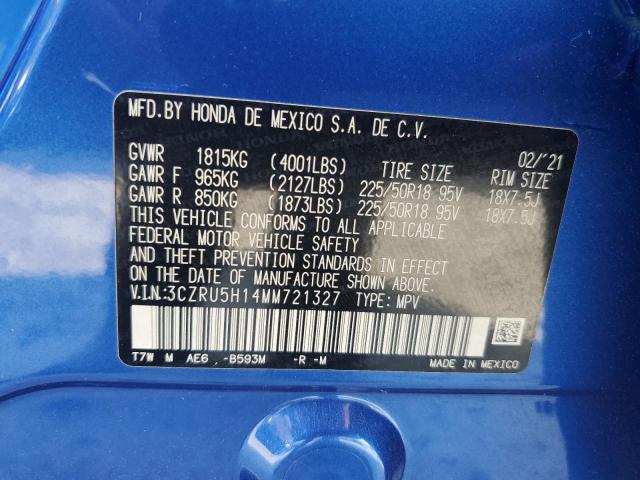 MFD.BY HONDA DE MEXICO S.A. DE C.V.
02/'21
GVWR 1815KG (4001LBS) TIRE SIZE RIM SIZE
GAWR F 965KG (2127LBS) 225/50R18 95V 18X7.5J
GAWR R 850KG (1873LBS) 225/50R18 95V 18X7.5J
THIS VEHICLE CONFORMS TO ALL APPLICABLE
FEDERAL MOTOR VEHICLE SAFETY
AND THEFT PREVENTION STANDARDS IN EFFECT
ON THE DATE OF MANUFACTURE SHOWN ABOVE.
V.I.N.:3CZRU5H14MM721327 TYPE: MPV
T7W M AE6 -B593M -R -M
MADE IN MEXICO